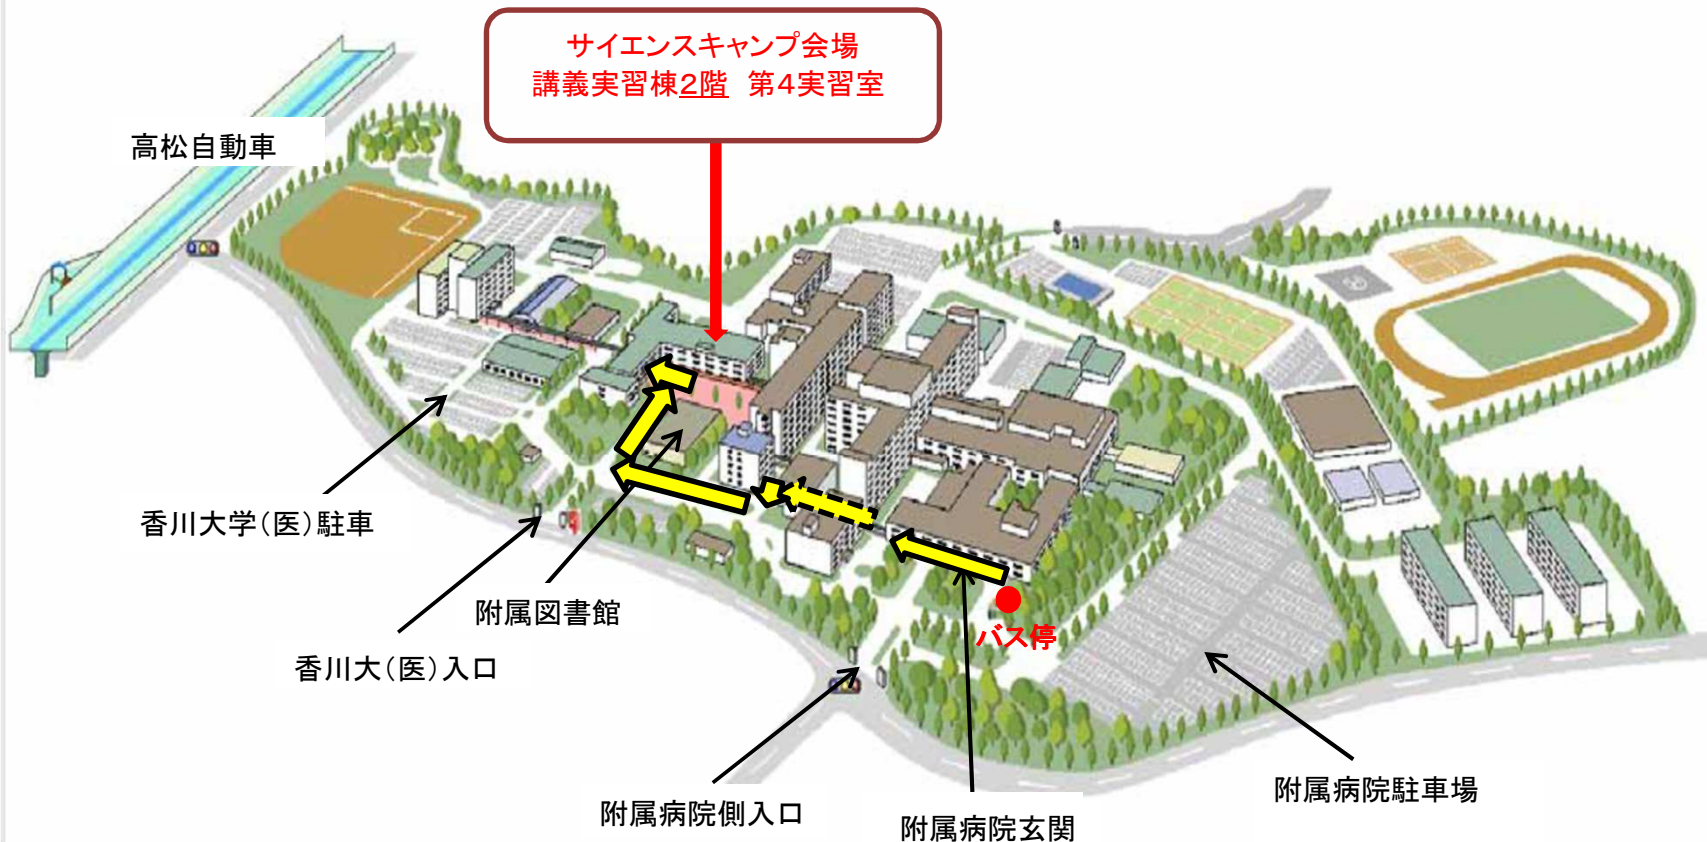 サイエンスキャンプ会場
講義実習棟2階 第4実習室
高松自動車
香川大学(医)駐車
附属図書館
香川大(医)入口
バス停
附属病院側入口
附属病院玄関
附属病院駐車場